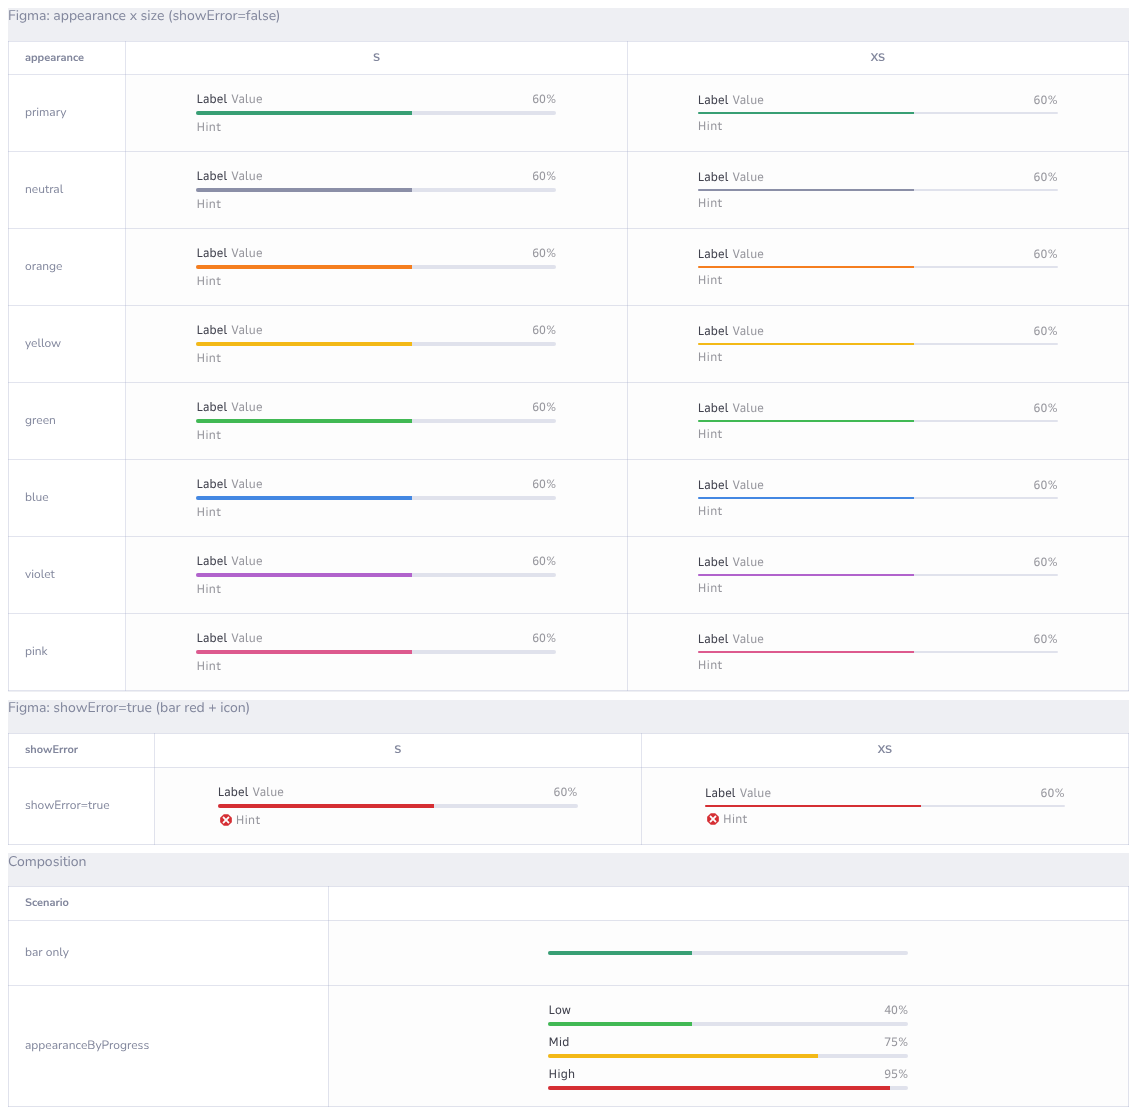 Figma: appearance x size (showError=false)
appearance S XS
primary
Label Value 60%
Hint
Label Value 60%
Hint
neutral
Label Value 60%
Hint
Label Value 60%
Hint
orange
Label Value 60%
Hint
Label Value 60%
Hint
yellow
Label Value 60%
Hint
Label Value 60%
Hint
green
Label Value 60%
Hint
Label Value 60%
Hint
blue
Label Value 60%
Hint
Label Value 60%
Hint
violet
Label Value 60%
Hint
Label Value 60%
Hint
pink
Label Value 60%
Hint
Label Value 60%
Hint
Figma: showError=true (bar red + icon)
showError S XS
showError=true
Label Value 60%
Hint
Label Value 60%
Hint
Composition
Scenario
bar only
appearanceByProgress
Low 40%
Mid 75%
High 95%